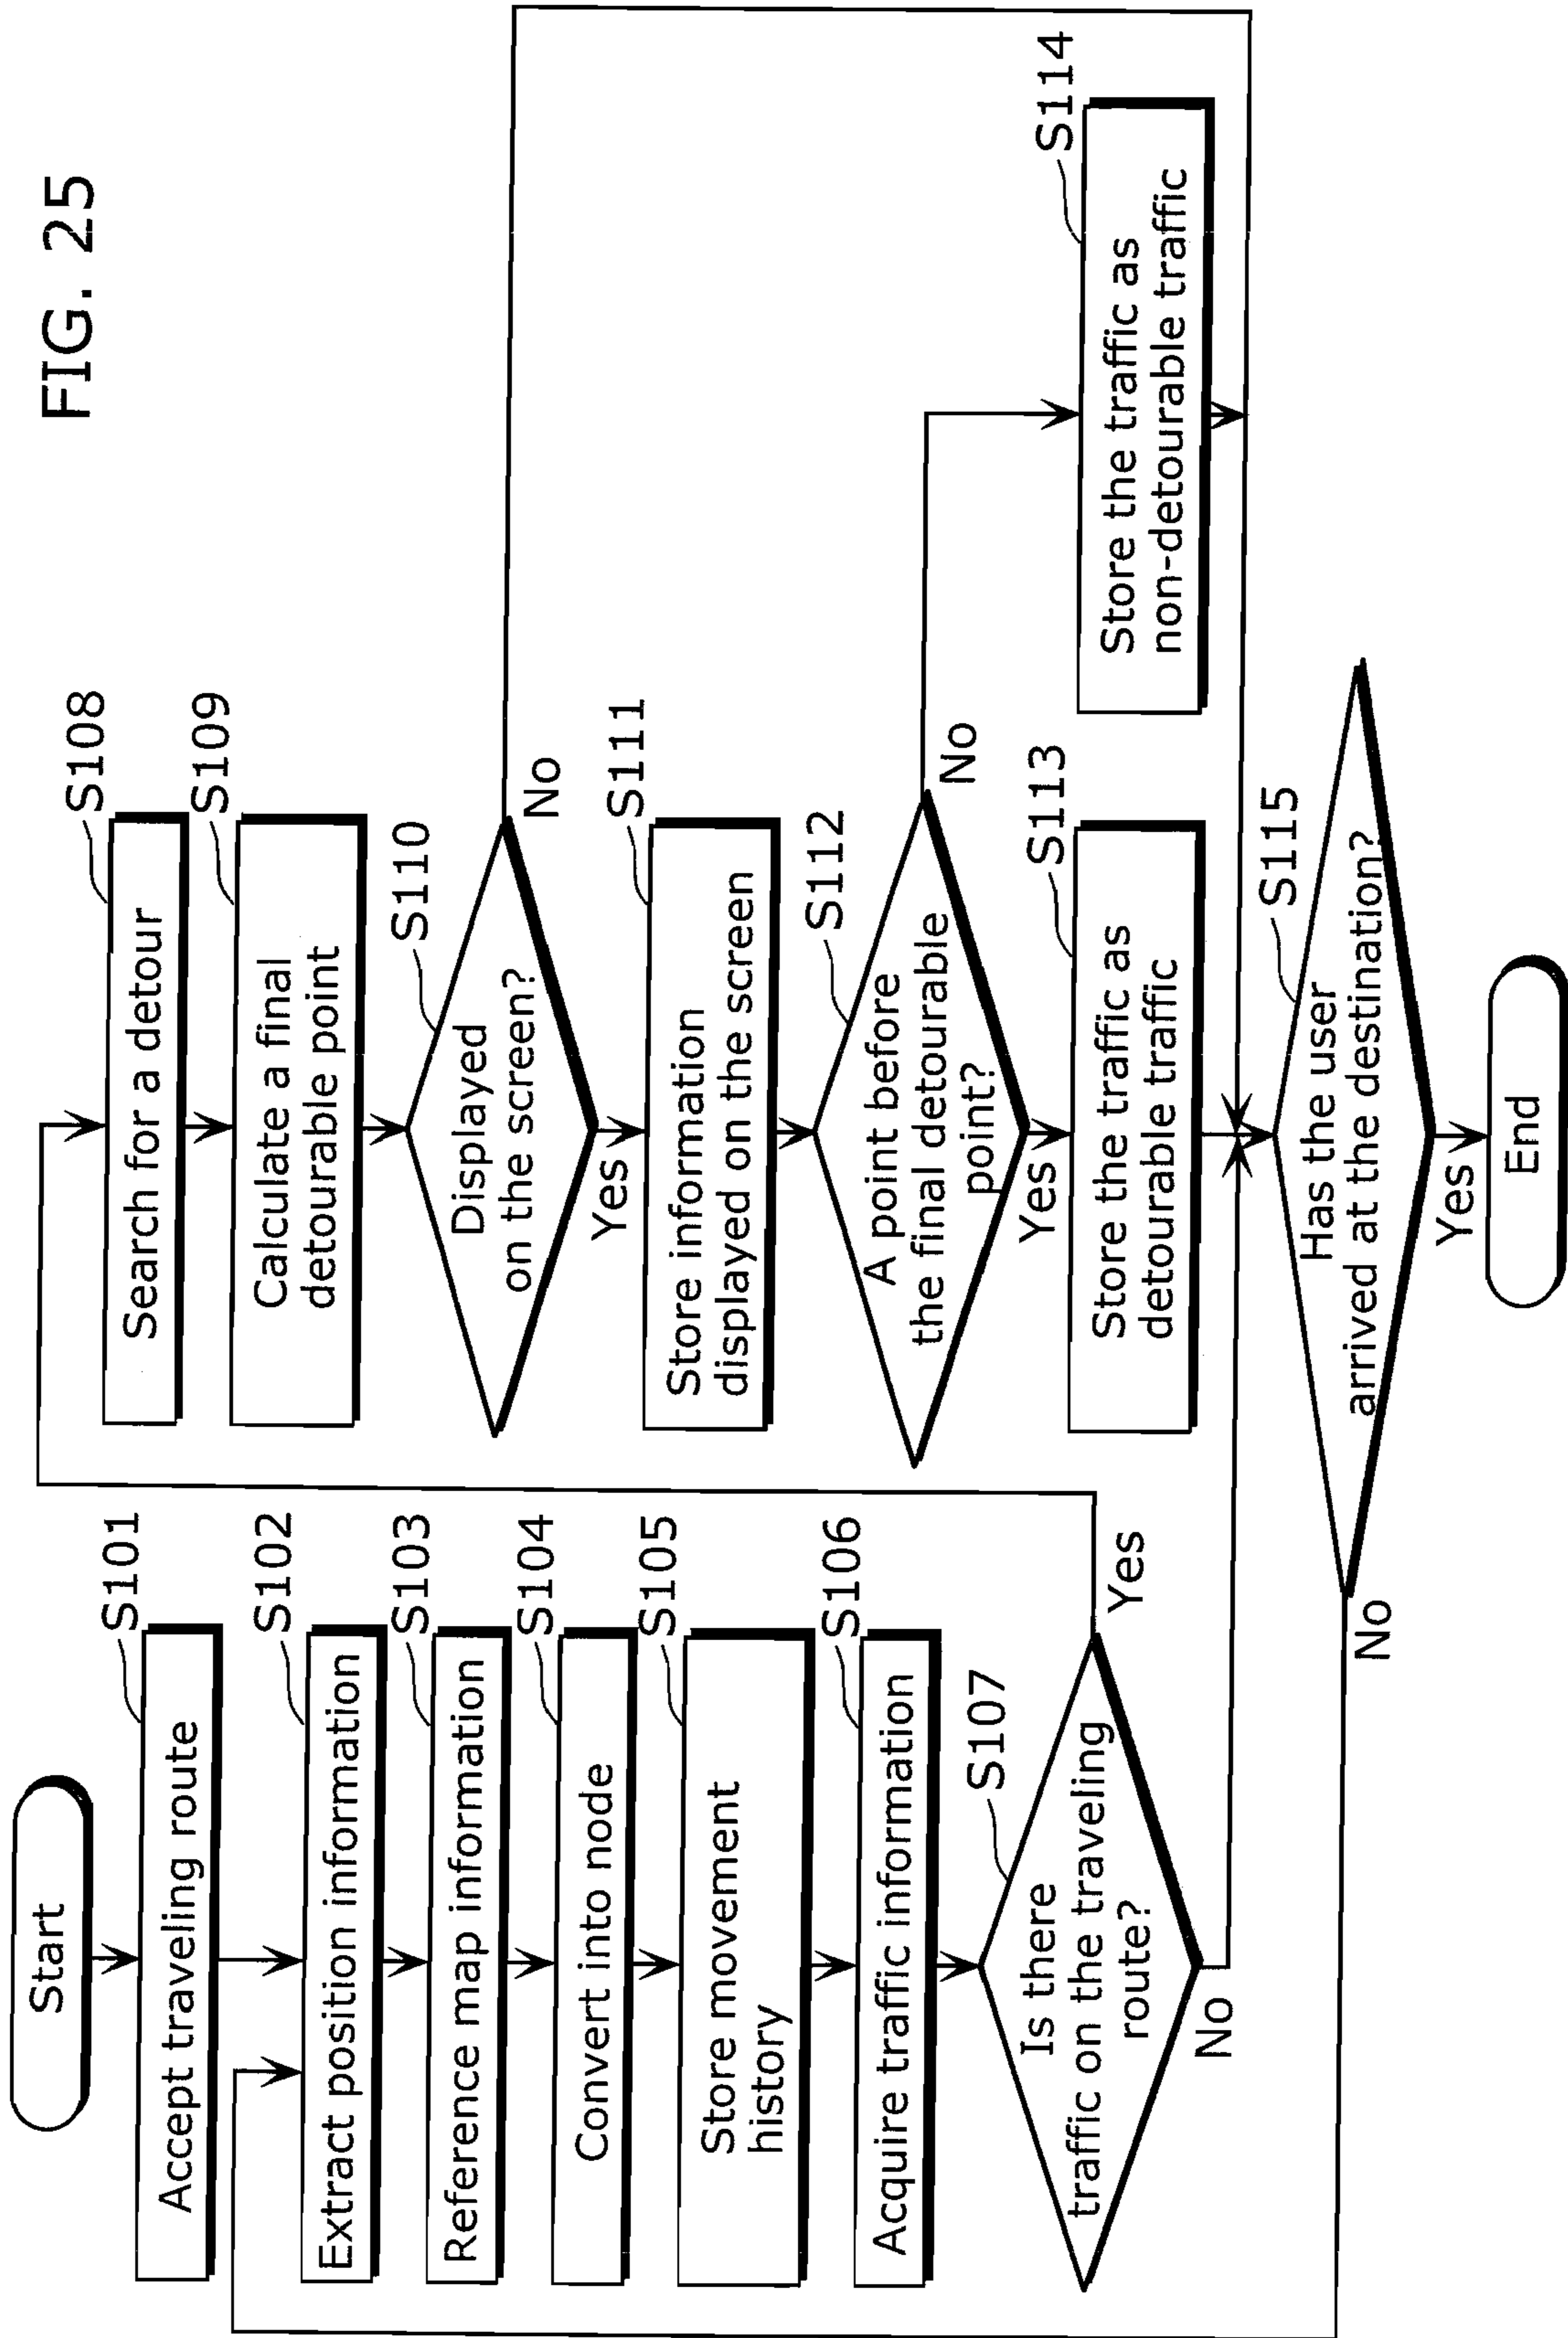 FIG. 25
Start
S101
Accept traveling route
S102
Extract position information
S103
Reference map information
S104
Convert into node
S105
Store movement
history
S106
Acquire traffic information
S107
Is there
traffic on the traveling
route?
Yes
No
S108
Search for a detour
S109
Calculate a final
detourable point
S110
Displayed
on the screen?
No
Yes
S111
Store information
displayed on the screen
S112
A point before
the final detourable
point?
No
Yes
S113
Store the traffic as
detourable traffic
S114
Store the traffic as
non-detourable traffic
S115
Has the user
arrived at the destination?
No
Yes
End